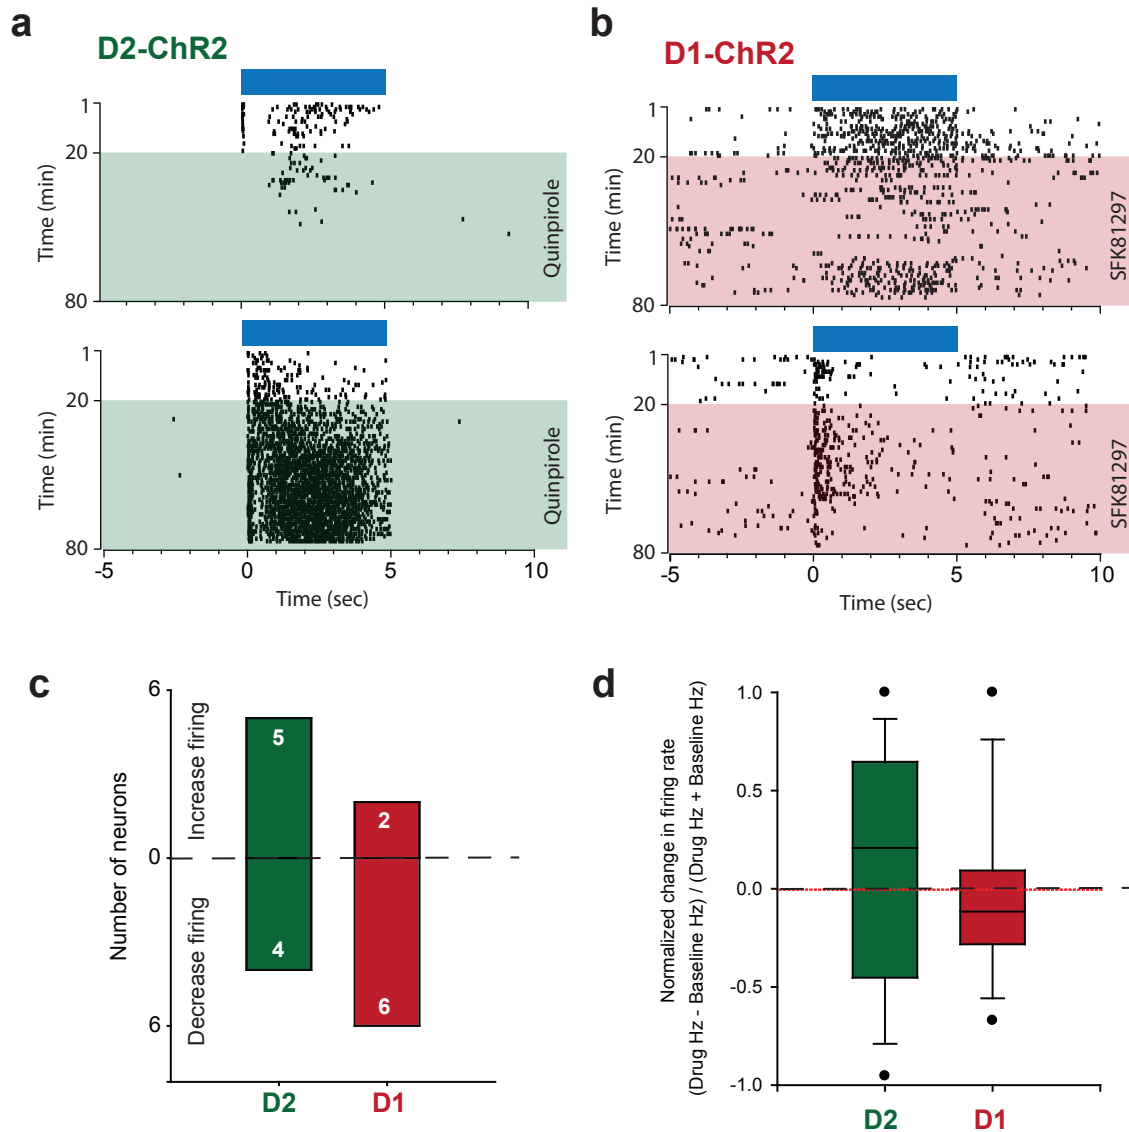 a
D2-ChR2
1
20
80
Time (min)
Quinpirole
1
20
80
Time (min)
Quinpirole
-5
0
5
10
Time (sec)
b
D1-ChR2
1
20
80
Time (min)
SFK81297
1
20
80
Time (min)
SFK81297
-5
0
5
10
Time (sec)
c
6
0
6
Number of neurons
Increase firing
Decrease firing
5
4
2
6
D2
D1
d
Normalized change in firing rate
(Drug Hz - Baseline Hz) / (Drug Hz + Baseline Hz)
1.0
0.5
0.0
-0.5
-1.0
D2
D1